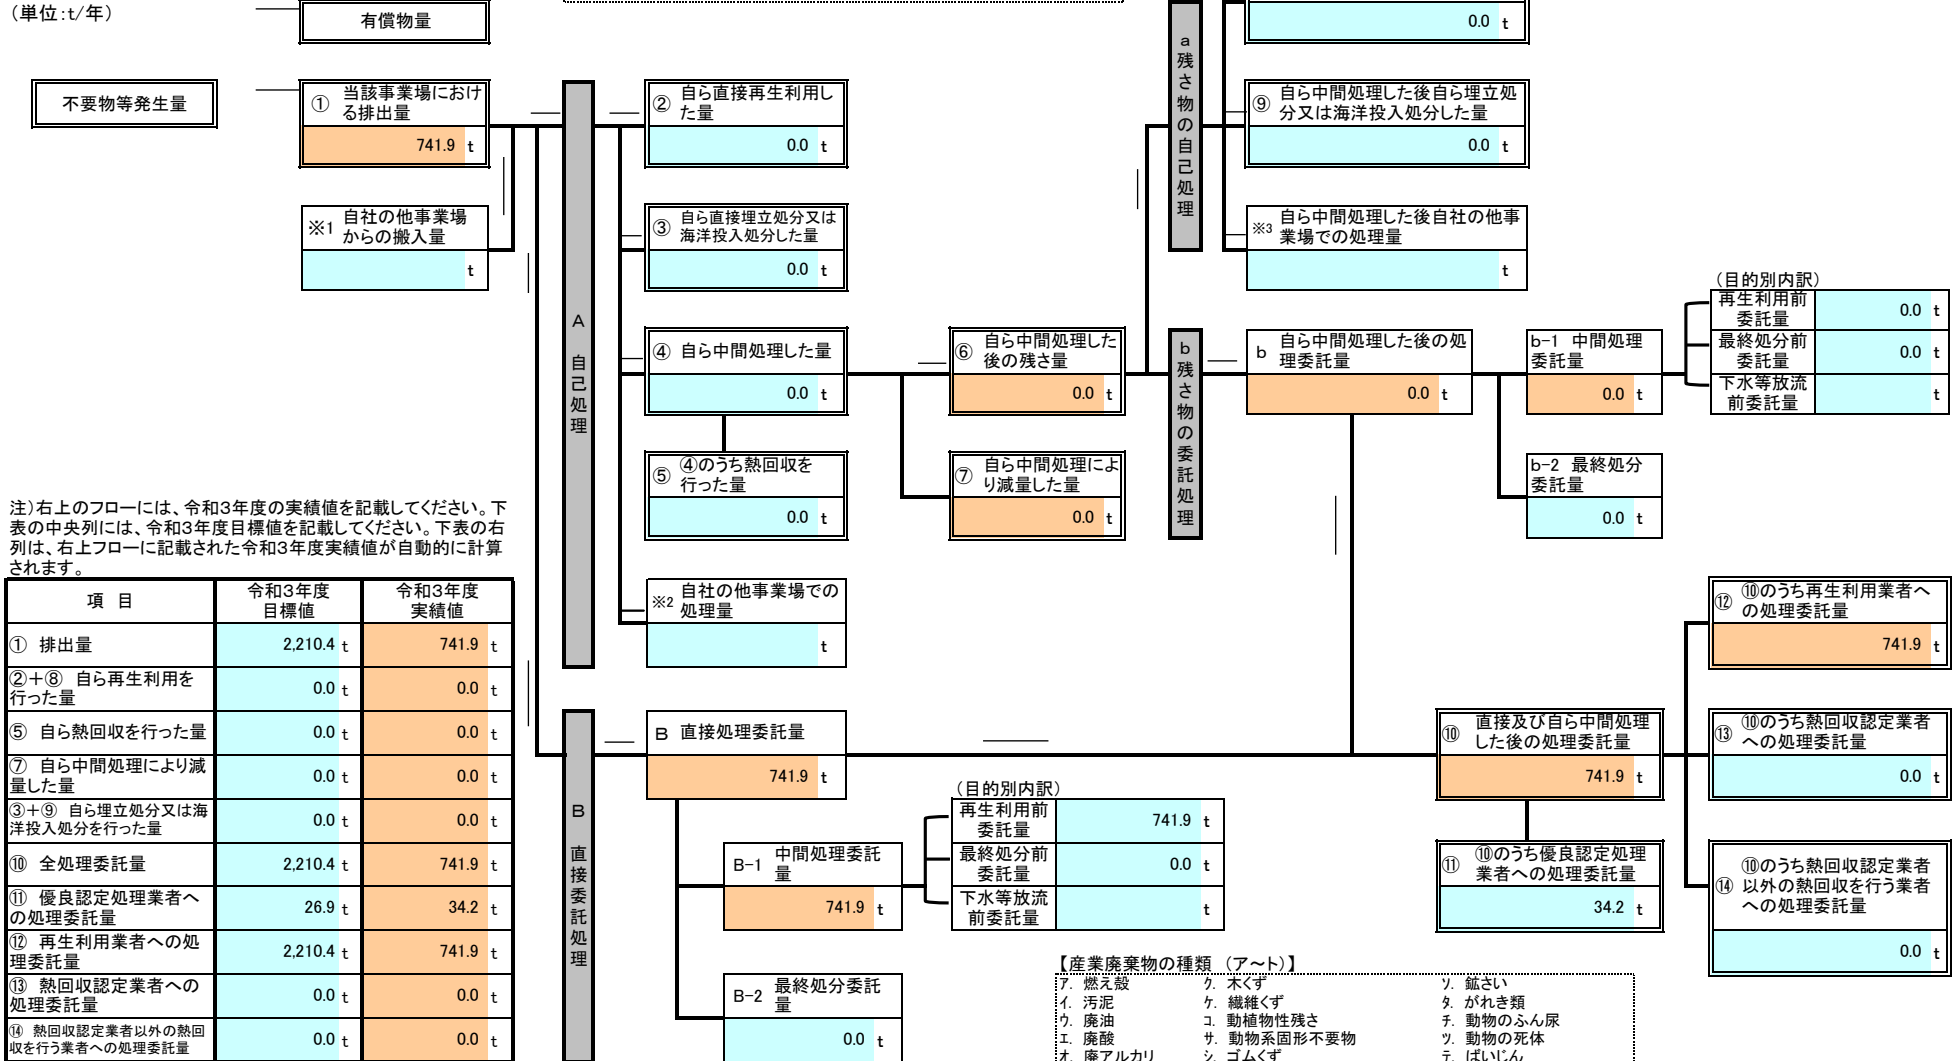 （単位:t/年）
有償物量
0.0 t
不要物等発生量
① 当該事業場におけ
る排出量
741.9 t
※1 自社の他事業場
からの搬入量
t
A 自己処理
② 自ら直接再生利用し
た量
0.0 t
③ 自ら直接埋立処分又は
海洋投入処分した量
0.0 t
④ 自ら中間処理した量
0.0 t
⑤ ④のうち熱回収を
行った量
0.0 t
※2 自社の他事業場での
処理量
t
⑥ 自ら中間処理した
後の残さ量
0.0 t
⑦ 自ら中間処理によ
り減量した量
0.0 t
a 残さ物の自己処理
⑨ 自ら中間処理した後自ら埋立処
分又は海洋投入処分した量
0.0 t
※3 自ら中間処理した後自社の他事
業場での処理量
t
b 残さ物の委託処理
b 自ら中間処理した後の処
理委託量
0.0 t
b-1 中間処理
委託量
0.0 t
b-2 最終処分
委託量
0.0 t
（目的別内訳）
再生利用前
委託量
0.0 t
最終処分前
委託量
0.0 t
下水等放流
前委託量
t
注）右上のフローには、令和3年度の実績値を記載してください。下
表の中央列には、令和3年度目標値を記載してください。下表の右
列は、右上フローに記載された令和3年度実績値が自動的に計算
されます。
項 目
令和3年度
目標値
令和3年度
実績値
① 排出量
2,210.4 t
741.9 t
②＋⑧ 自ら再生利用を
行った量
0.0 t
0.0 t
⑤ 自ら熱回収を行った量
0.0 t
0.0 t
⑦ 自ら中間処理により減
量した量
0.0 t
0.0 t
③＋⑨ 自ら埋立処分又は海
洋投入処分を行った量
0.0 t
0.0 t
⑩ 全処理委託量
2,210.4 t
741.9 t
⑪ 優良認定処理業者へ
の処理委託量
26.9 t
34.2 t
⑫ 再生利用業者への処
理委託量
2,210.4 t
741.9 t
⑬ 熱回収認定業者への
処理委託量
0.0 t
0.0 t
⑭ 熱回収認定業者以外の熱回
収を行う業者への処理委託量
0.0 t
0.0 t
B 直接委託処理
B 直接処理委託量
741.9 t
B-1 中間処理委託
量
741.9 t
B-2 最終処分委託
量
0.0 t
（目的別内訳）
再生利用前
委託量
741.9 t
最終処分前
委託量
0.0 t
下水等放流
前委託量
t
⑩ 直接及び自ら中間処理
した後の処理委託量
741.9 t
⑪ ⑩のうち優良認定処理
業者への処理委託量
34.2 t
⑫ ⑩のうち再生利用業者へ
の処理委託量
741.9 t
⑬ ⑩のうち熱回収認定業者
への処理委託量
0.0 t
⑭ ⑩のうち熱回収認定業者
以外の熱回収を行う業者
への処理委託量
0.0 t
【産業廃棄物の種類 （ア～ト）】
ア. 燃え殻 ク. 木くず ソ. 鉱さい
イ. 汚泥 ケ. 繊維くず タ. がれき類
ウ. 廃油 コ. 動植物性残さ チ. 動物のふん尿
エ. 廃酸 サ. 動物系固形不要物 ツ. 動物の死体
オ. 廃アルカリ シ. ゴムくず テ. ばいじん